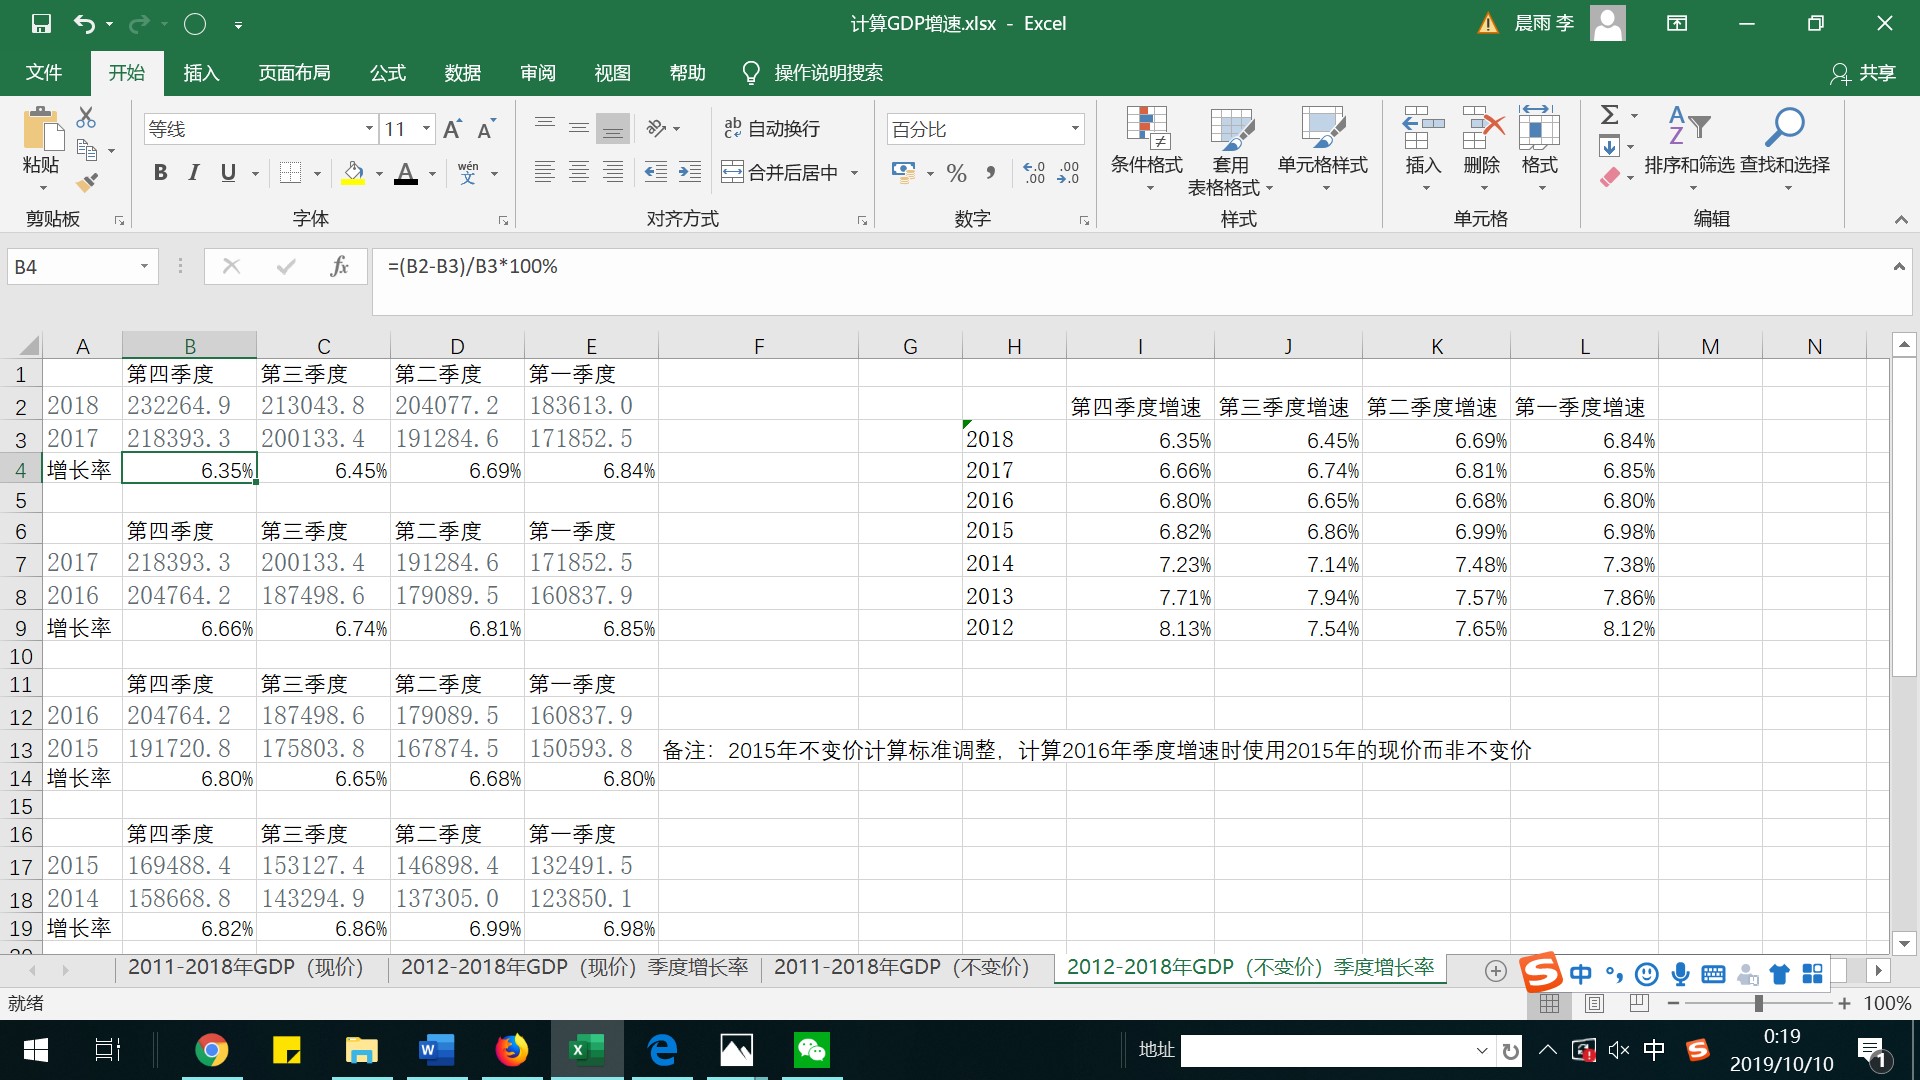 计算GDP增速.xlsx - Excel
晨雨 李
文件 开始 插入 页面布局 公式 数据 审阅 视图 帮助 操作说明搜索 共享
等线 11 ab 自动换行 百分比
粘贴 B I U A wén 文 合并后居中 % , 条件格式 套用 表格格式 单元格样式 插入 删除 格式 Σ 排序和筛选 查找和选择
剪贴板 字体 对齐方式 数字 样式 单元格 编辑
B4 fx =(B2-B3)/B3*100%
A B C D E F G H I J K L M N
1 第四季度 第三季度 第二季度 第一季度
2 2018 232264.9 213043.8 204077.2 183613.0 第四季度增速 第三季度增速 第二季度增速 第一季度增速
3 2017 218393.3 200133.4 191284.6 171852.5 2018 6.35% 6.45% 6.69% 6.84%
4 增长率 6.35% 6.45% 6.69% 6.84% 2017 6.66% 6.74% 6.81% 6.85%
5 2016 6.80% 6.65% 6.68% 6.80%
6 第四季度 第三季度 第二季度 第一季度 2015 6.82% 6.86% 6.99% 6.98%
7 2017 218393.3 200133.4 191284.6 171852.5 2014 7.23% 7.14% 7.48% 7.38%
8 2016 204764.2 187498.6 179089.5 160837.9 2013 7.71% 7.94% 7.57% 7.86%
9 增长率 6.66% 6.74% 6.81% 6.85% 2012 8.13% 7.54% 7.65% 8.12%
10
11 第四季度 第三季度 第二季度 第一季度
12 2016 204764.2 187498.6 179089.5 160837.9
13 2015 191720.8 175803.8 167874.5 150593.8 备注：2015年不变价计算标准调整，计算2016年季度增速时使用2015年的现价而非不变价
14 增长率 6.80% 6.65% 6.68% 6.80%
15
16 第四季度 第三季度 第二季度 第一季度
17 2015 169488.4 153127.4 146898.4 132491.5
18 2014 158668.8 143294.9 137305.0 123850.1
19 增长率 6.82% 6.86% 6.99% 6.98%
2011-2018年GDP（现价） 2012-2018年GDP（现价）季度增长率 2011-2018年GDP（不变价） 2012-2018年GDP（不变价）季度增长率 中
就绪 100%
地址 中 0:19
2019/10/10 1